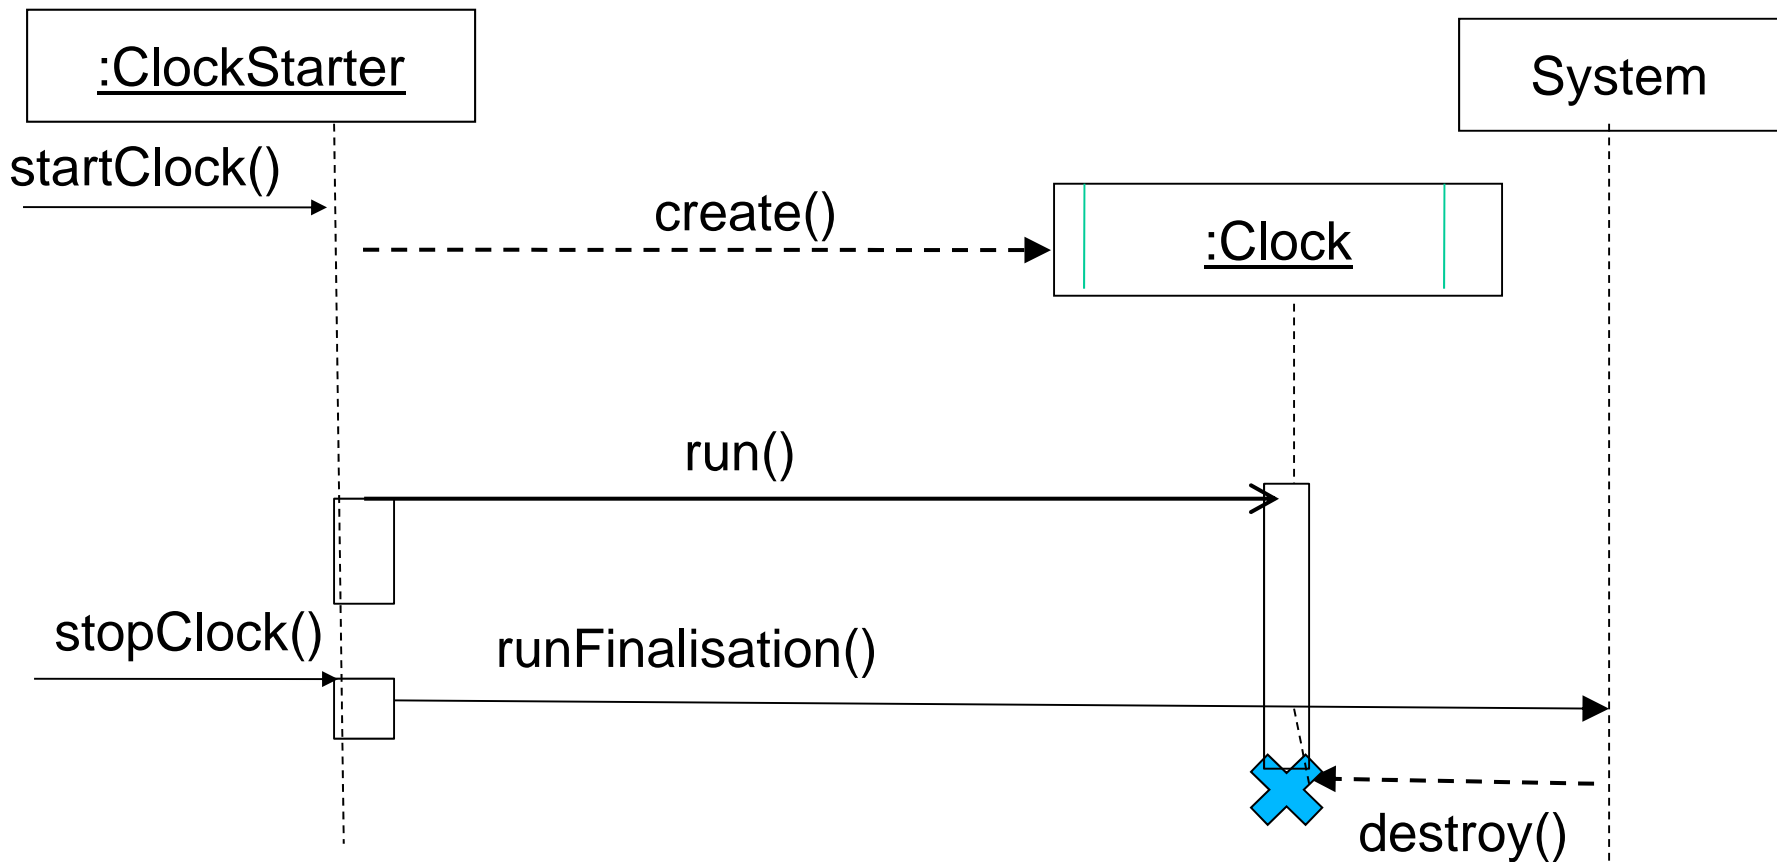 :ClockStarter
System
startClock()
create()
:Clock
run()
stopClock()
runFinalisation()
destroy()